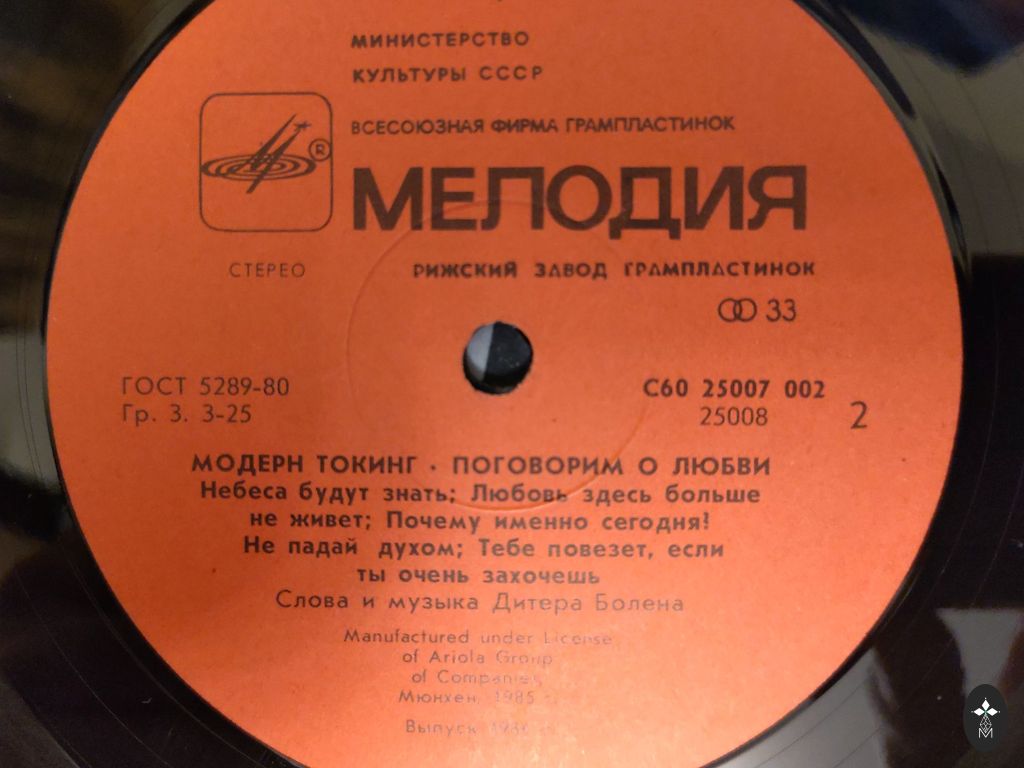 МИНИСТЕРСТВО
КУЛЬТУРЫ СССР
ВСЕСОЮЗНАЯ ФИРМА ГРАМПЛАСТИНОК
®
МЕЛОДИЯ
СТЕРЕО
РИЖСКИЙ ЗАВОД ГРАМПЛАСТИНОК
33
ГОСТ 5289-80
С60 25007 002
Гр. 3. 3-25
25008
2
МОДЕРН ТОКИНГ · ПОГОВОРИМ О ЛЮБВИ
Небеса будут знать; Любовь здесь больше
не живет; Почему именно сегодня!
Не падай духом; Тебе повезет, если
ты очень захочешь
Слова и музыка Дитера Болена
Manufactured under License
of Ariola Group
of Companies
Мюнхен, 1985 г.
Выпуск